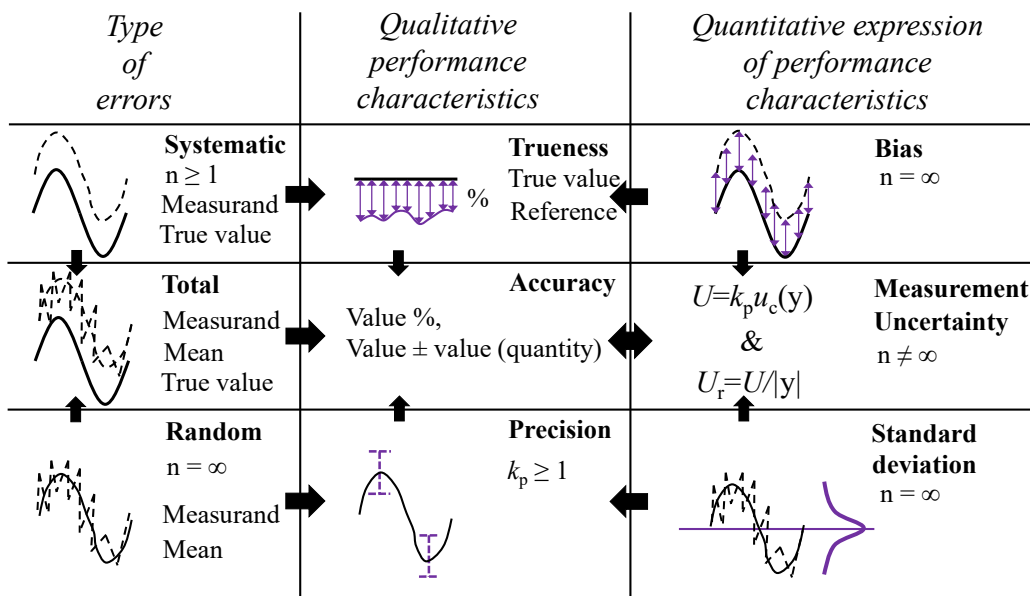 Type
of
errors
Qualitative
performance
characteristics
Quantitative expression
of performance
characteristics
Systematic
n ≥ 1
Measurand
True value
%
Trueness
True value
Reference
Bias
n = ∞
Total
Measurand
Mean
True value
Accuracy
Value %,
Value ± value (quantity)
U=kₚu꜀(y)
&
Uᵣ=U/|y|
Measurement
Uncertainty
n ≠ ∞
Random
n = ∞
Measurand
Mean
Precision
kₚ ≥ 1
Standard
deviation
n = ∞